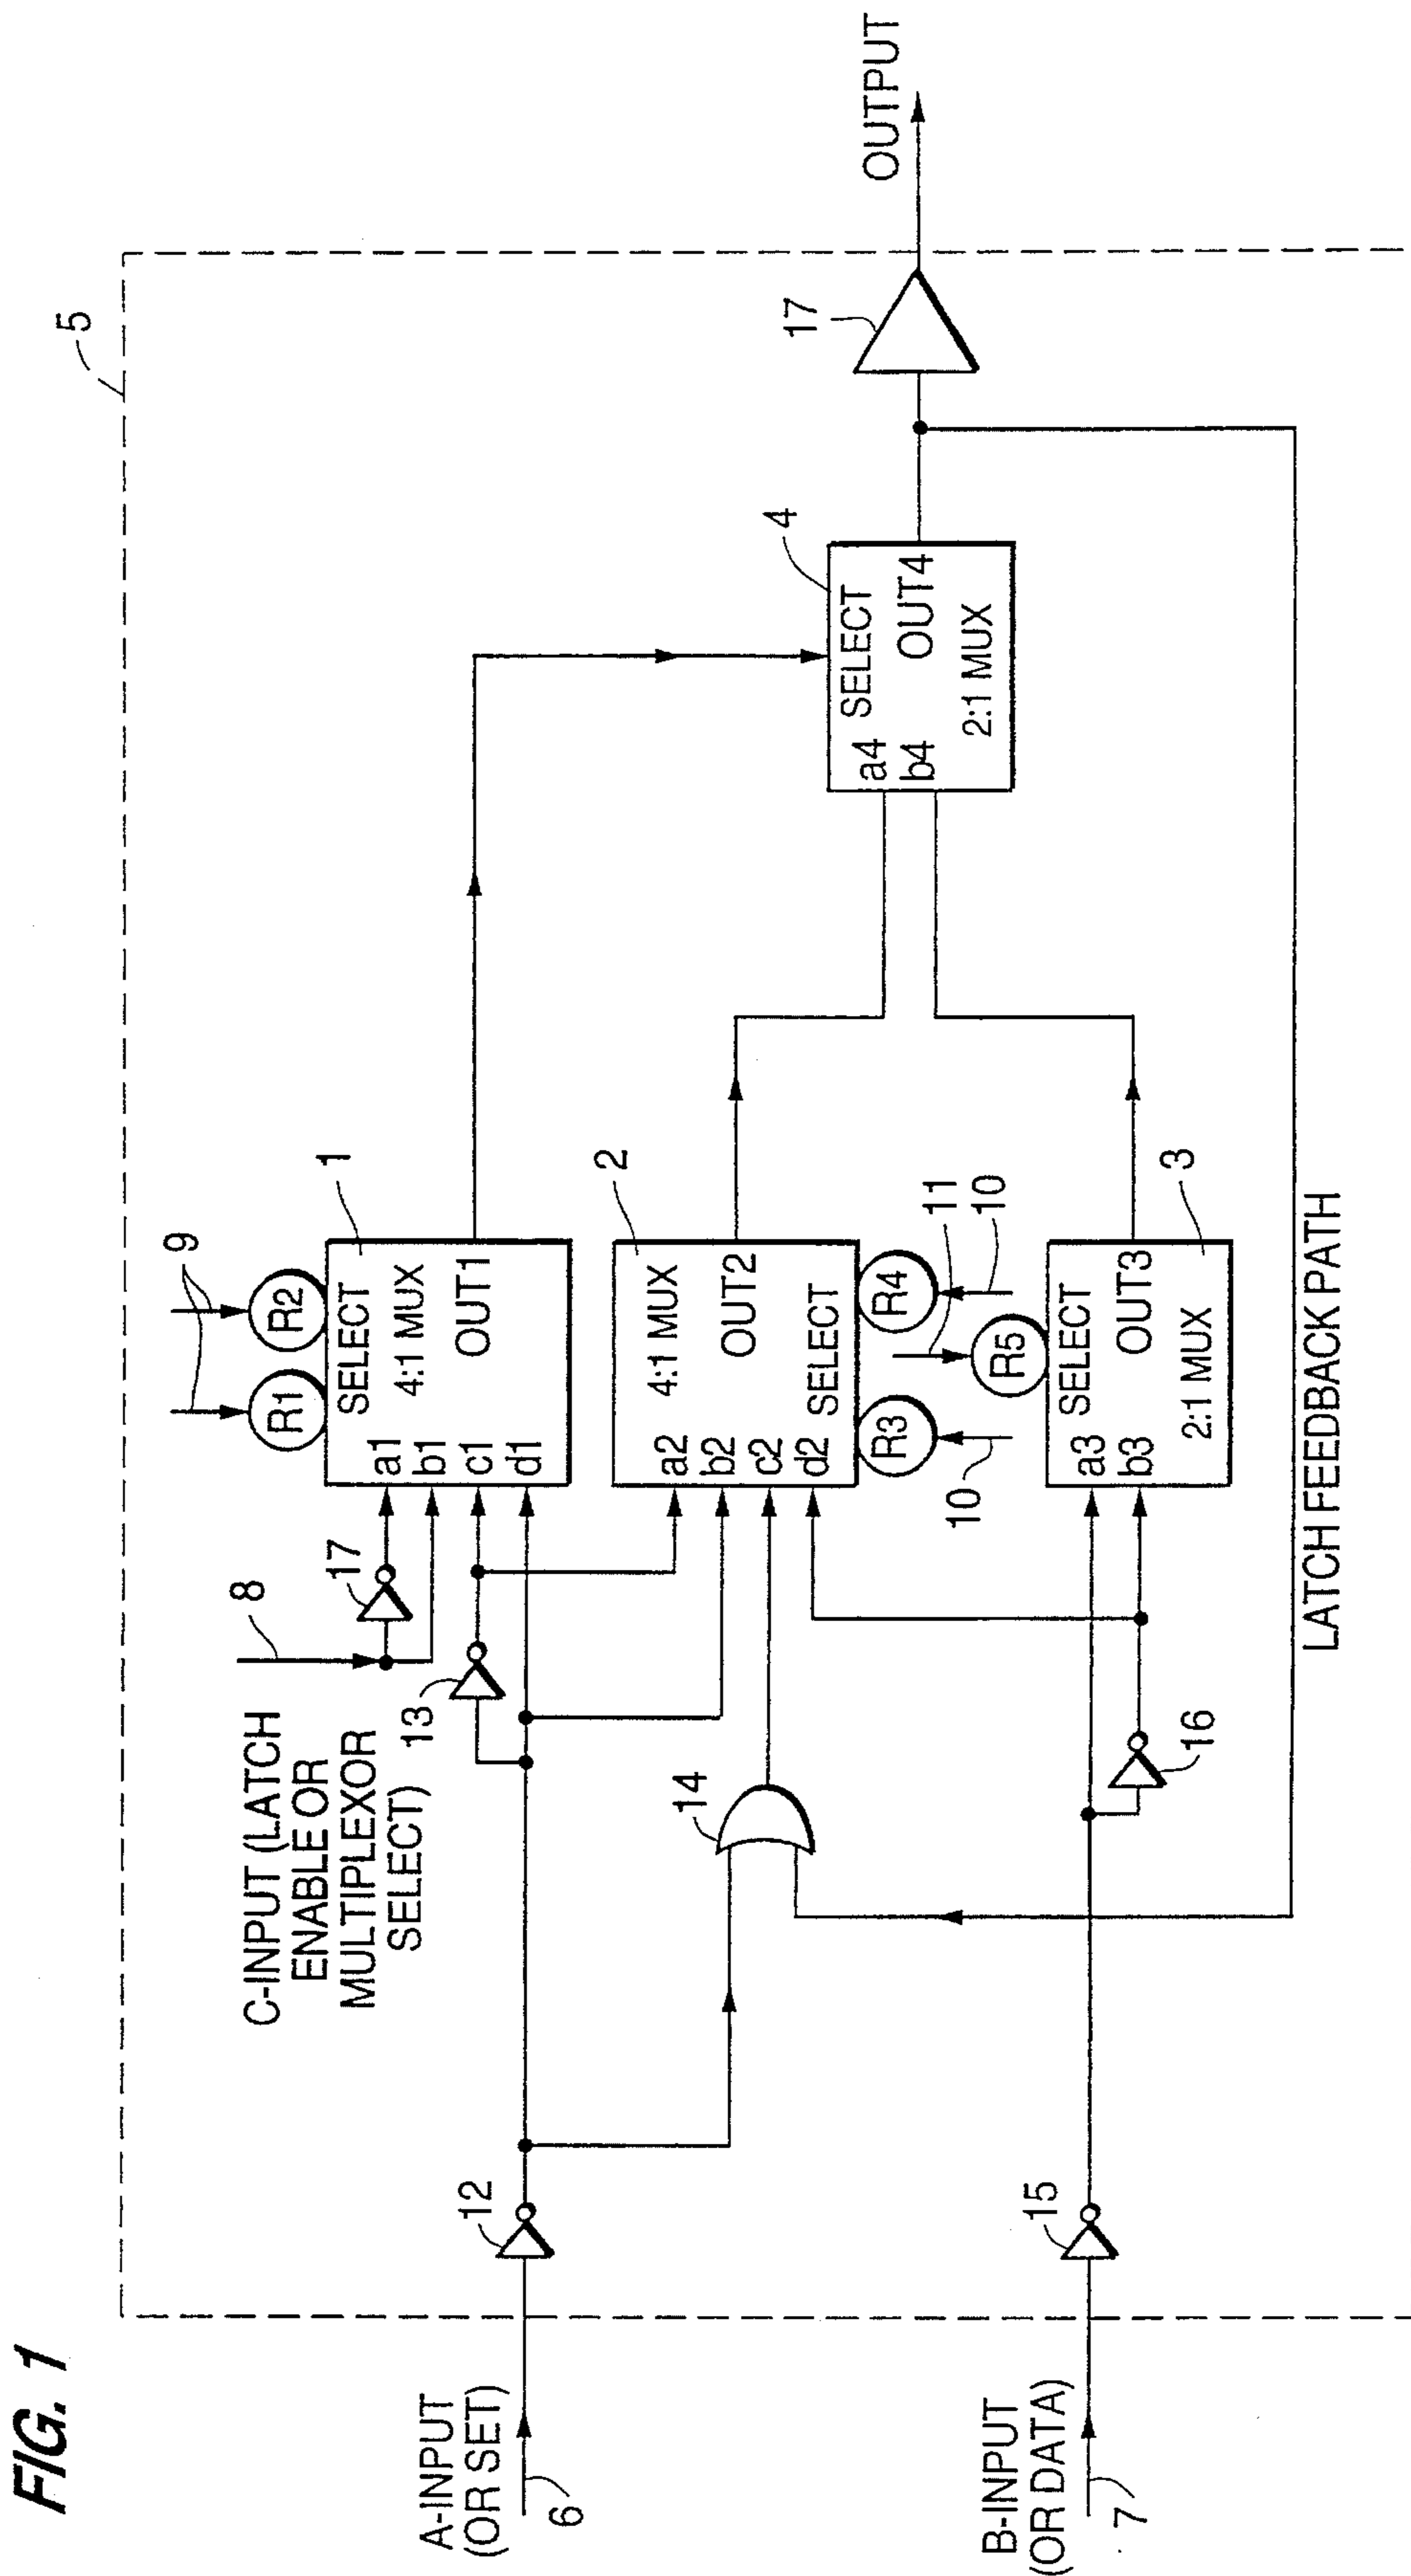 FIG. 1
5
C-INPUT (LATCH
ENABLE OR
MULTIPLEXOR
SELECT)
8
9
R1
R2
17
13
1
SELECT
a1
b1
c1
d1
4:1 MUX
OUT1
A-INPUT
(OR SET)
6
12
14
2
a2
b2
c2
d2
4:1 MUX
OUT2
SELECT
R3
R4
10
10
11
R5
B-INPUT
(OR DATA)
7
15
16
3
a3
b3
SELECT
OUT3
2:1 MUX
4
SELECT
a4
b4
OUT4
2:1 MUX
17
OUTPUT
LATCH FEEDBACK PATH